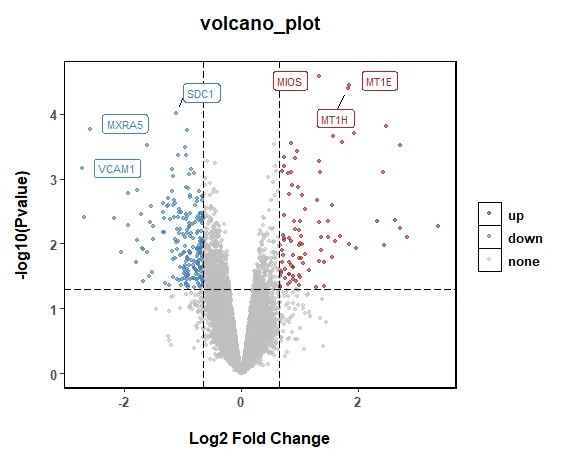 volcano_plot
MIOS
MT1E
SDC1
MT1H
MXRA5
VCAM1
4
3
2
1
0
-log10(Pvalue)
-2
0
2
Log2 Fold Change
up
down
none